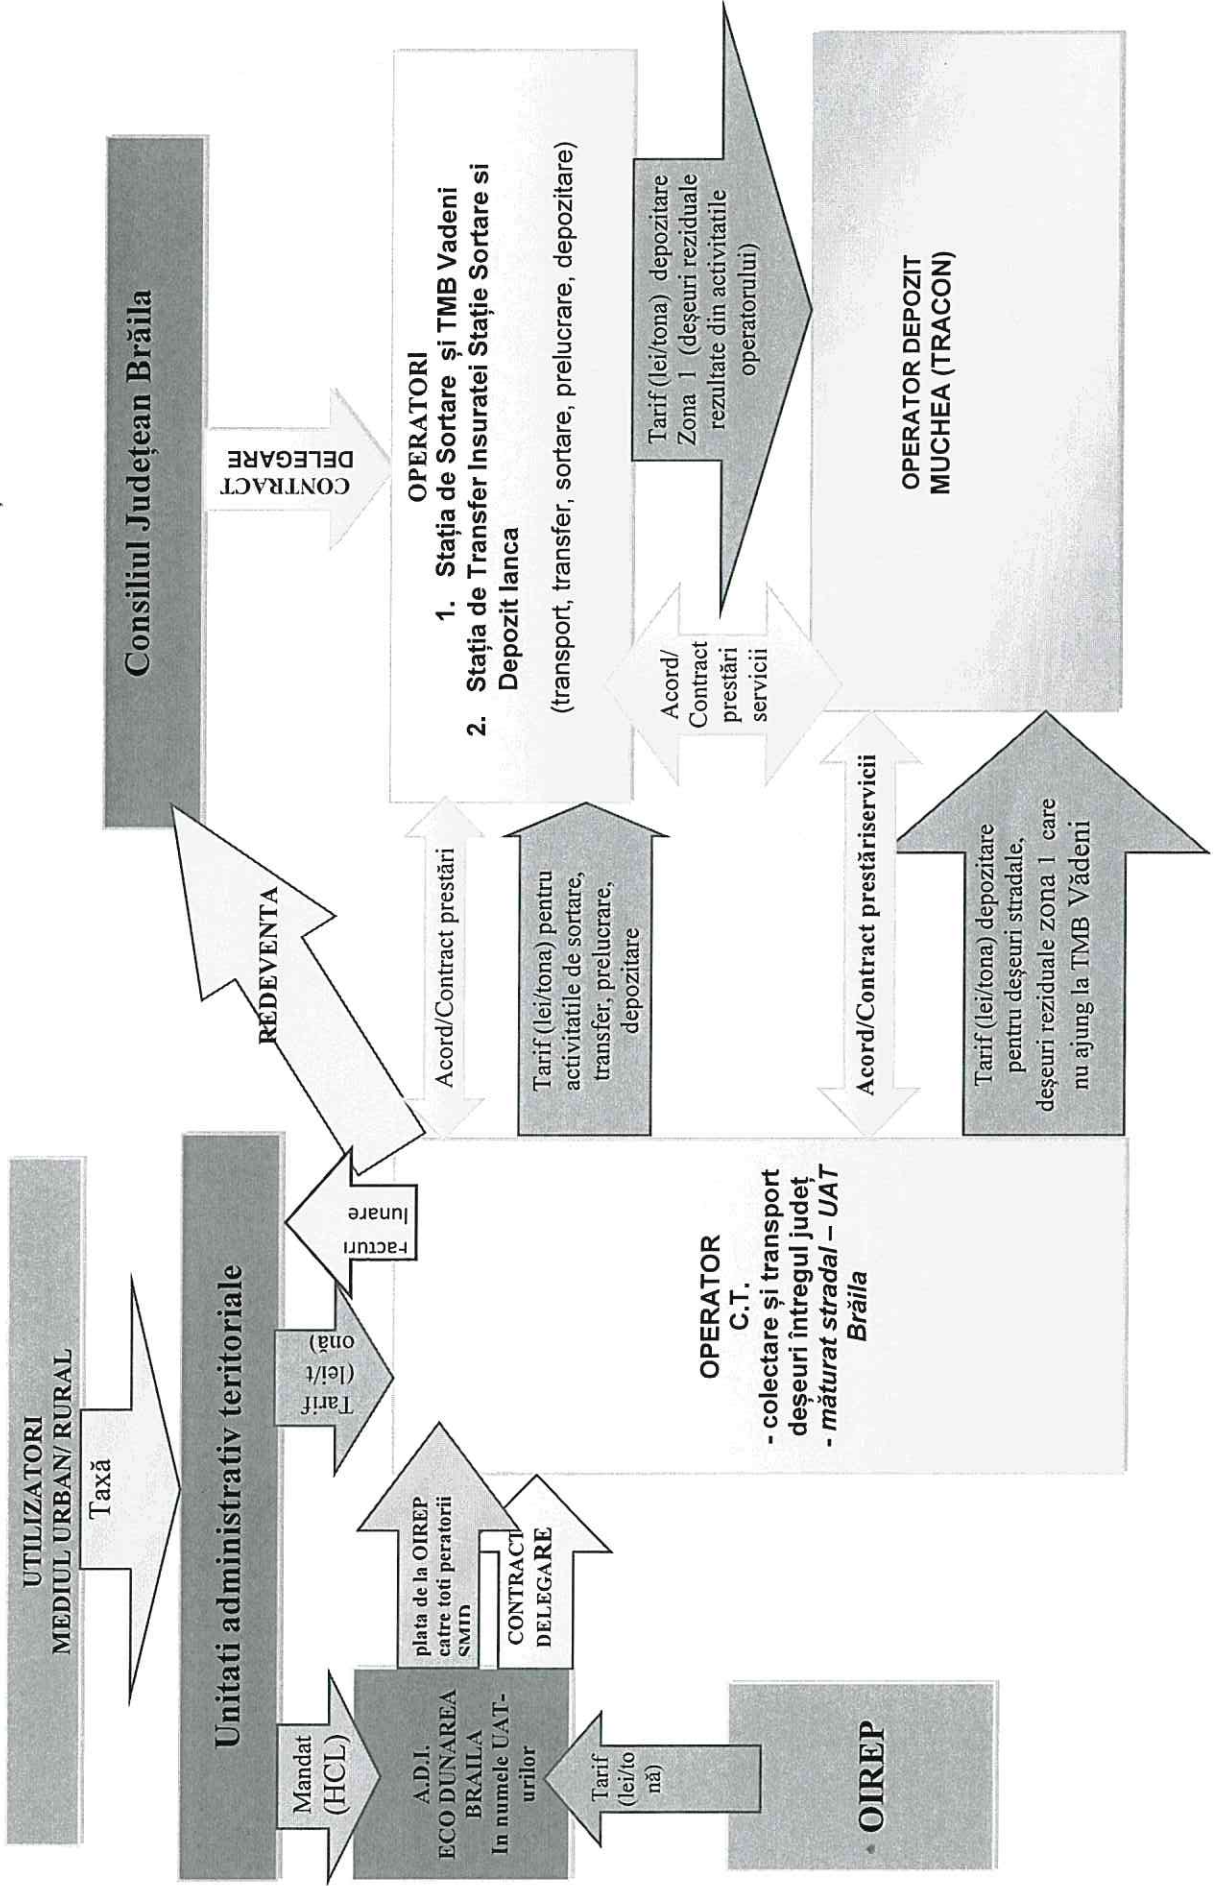 UTILIZATORI
MEDIUL URBAN/ RURAL
Taxă
Unitati administrativ teritoriale
Consiliul Județean Brăila
Mandat
(HCL)
Tarif
(lei/t
onă)
lunare
REDEVENTA
CONTRACT
DELEGARE
A.D.I.
ECO DUNAREA
BRAILA
In numele UAT-
urilor
plata de la OIREP
catre toti peratorii
SMID
CONTRACT
DELEGARE
Tarif
(lei/to
nă)
OIREP
OPERATOR
C.T.
- colectare și transport
deșeuri întregul județ
- măturat stradal – UAT
Brăila
Acord/Contract prestări
Tarif (lei/tona) pentru
activitatile de sortare,
transfer, prelucrare,
depozitare
Acord/Contract prestăriservicii
Tarif (lei/tona) depozitare
pentru deșeuri stradale,
deșeuri reziduale zona 1 care
nu ajung la TMB Vădeni
OPERATORI
1. Stația de Sortare și TMB Vadeni
2. Stația de Transfer Insuratei Stație Sortare si
Depozit Ianca
(transport, transfer, sortare, prelucrare, depozitare)
Acord/
Contract
prestări
servicii
Tarif (lei/tona) depozitare
Zona 1 (deșeuri reziduale
rezultate din activitatile
operatorului)
OPERATOR DEPOZIT
MUCHEA (TRACON)